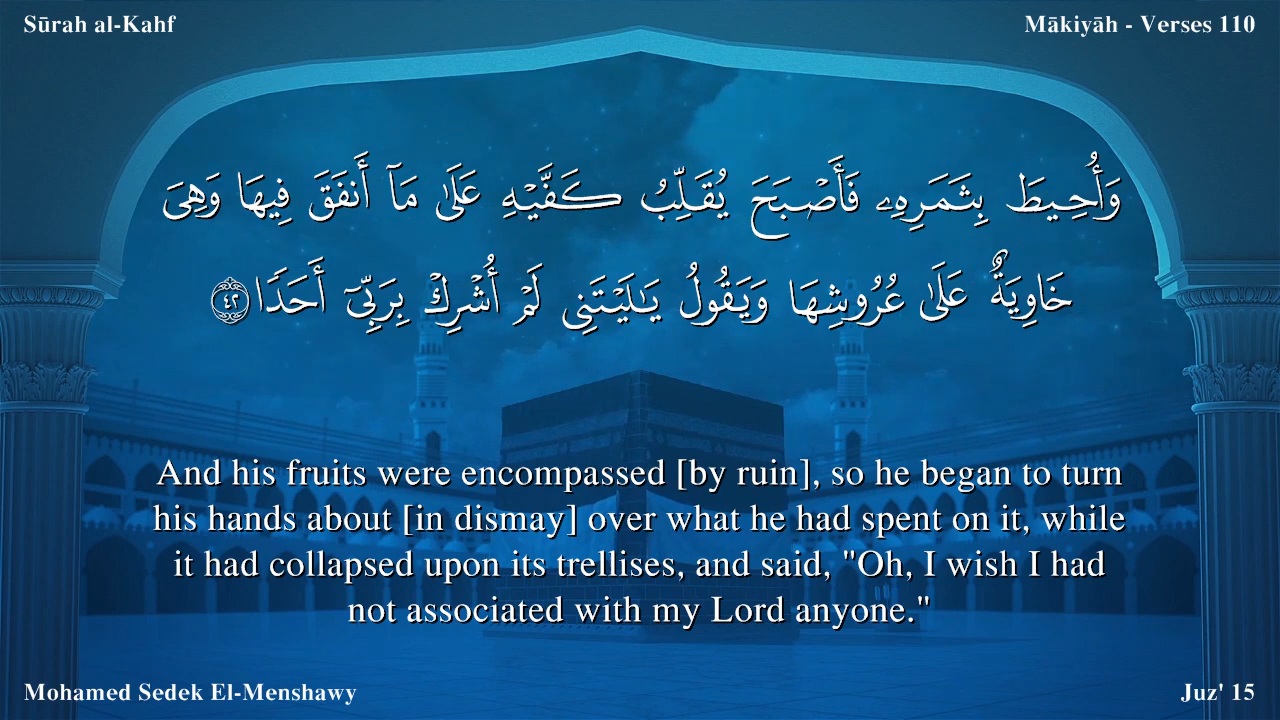 Sūrah al-Kahf
Mākiyāh - Verses 110
وَأُحِيطَ بِثَمَرِهِۦ فَأَصْبَحَ يُقَلِّبُ كَفَّيْهِ عَلَىٰ مَآ أَنفَقَ فِيهَا وَهِىَ
خَاوِيَةٌ عَلَىٰ عُرُوشِهَا وَيَقُولُ يَـٰلَيْتَنِى لَمْ أُشْرِكْ بِرَبِّىٓ أَحَدًا ٤٢
And his fruits were encompassed [by ruin], so he began to turn
his hands about [in dismay] over what he had spent on it, while
it had collapsed upon its trellises, and said, "Oh, I wish I had
not associated with my Lord anyone."
Mohamed Sedek El-Menshawy
Juz' 15